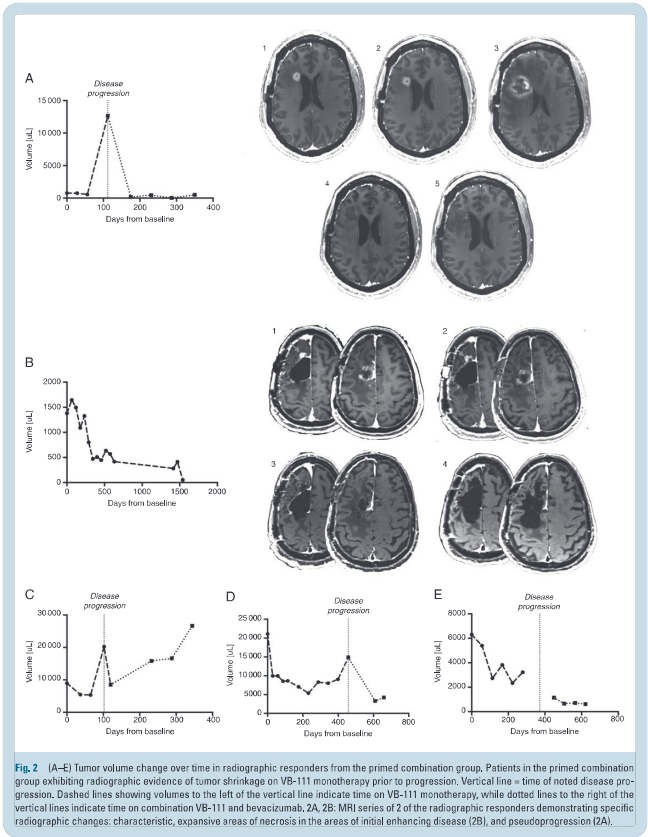 1
2
3
A
Disease
progression
15 000
10 000
5000
0
Volume [uL]
0
100
200
300
400
Days from baseline
4
5
1
2
B
2000
1500
1000
500
0
Volume [uL]
0
500
1000
1500
2000
Days from baseline
3
4
C
Disease
progression
30 000
20 000
10 000
0
Volume [uL]
0
100
200
300
400
Days from baseline
D
Disease
progression
25 000
20 000
15 000
10 000
5000
0
Volume [uL]
0
200
400
600
800
Days from baseline
E
Disease
progression
8000
6000
4000
2000
0
Volume [uL]
0
200
400
600
800
Days from baseline
Fig. 2 (A–E) Tumor volume change over time in radiographic responders from the primed combination group. Patients in the primed combination
group exhibiting radiographic evidence of tumor shrinkage on VB-111 monotherapy prior to progression. Vertical line = time of noted disease pro-
gression. Dashed lines showing volumes to the left of the vertical line indicate time on VB-111 monotherapy, while dotted lines to the right of the
vertical lines indicate time on combination VB-111 and bevacizumab. 2A, 2B: MRI series of 2 of the radiographic responders demonstrating specific
radiographic changes: characteristic, expansive areas of necrosis in the areas of initial enhancing disease (2B), and pseudoprogression (2A).